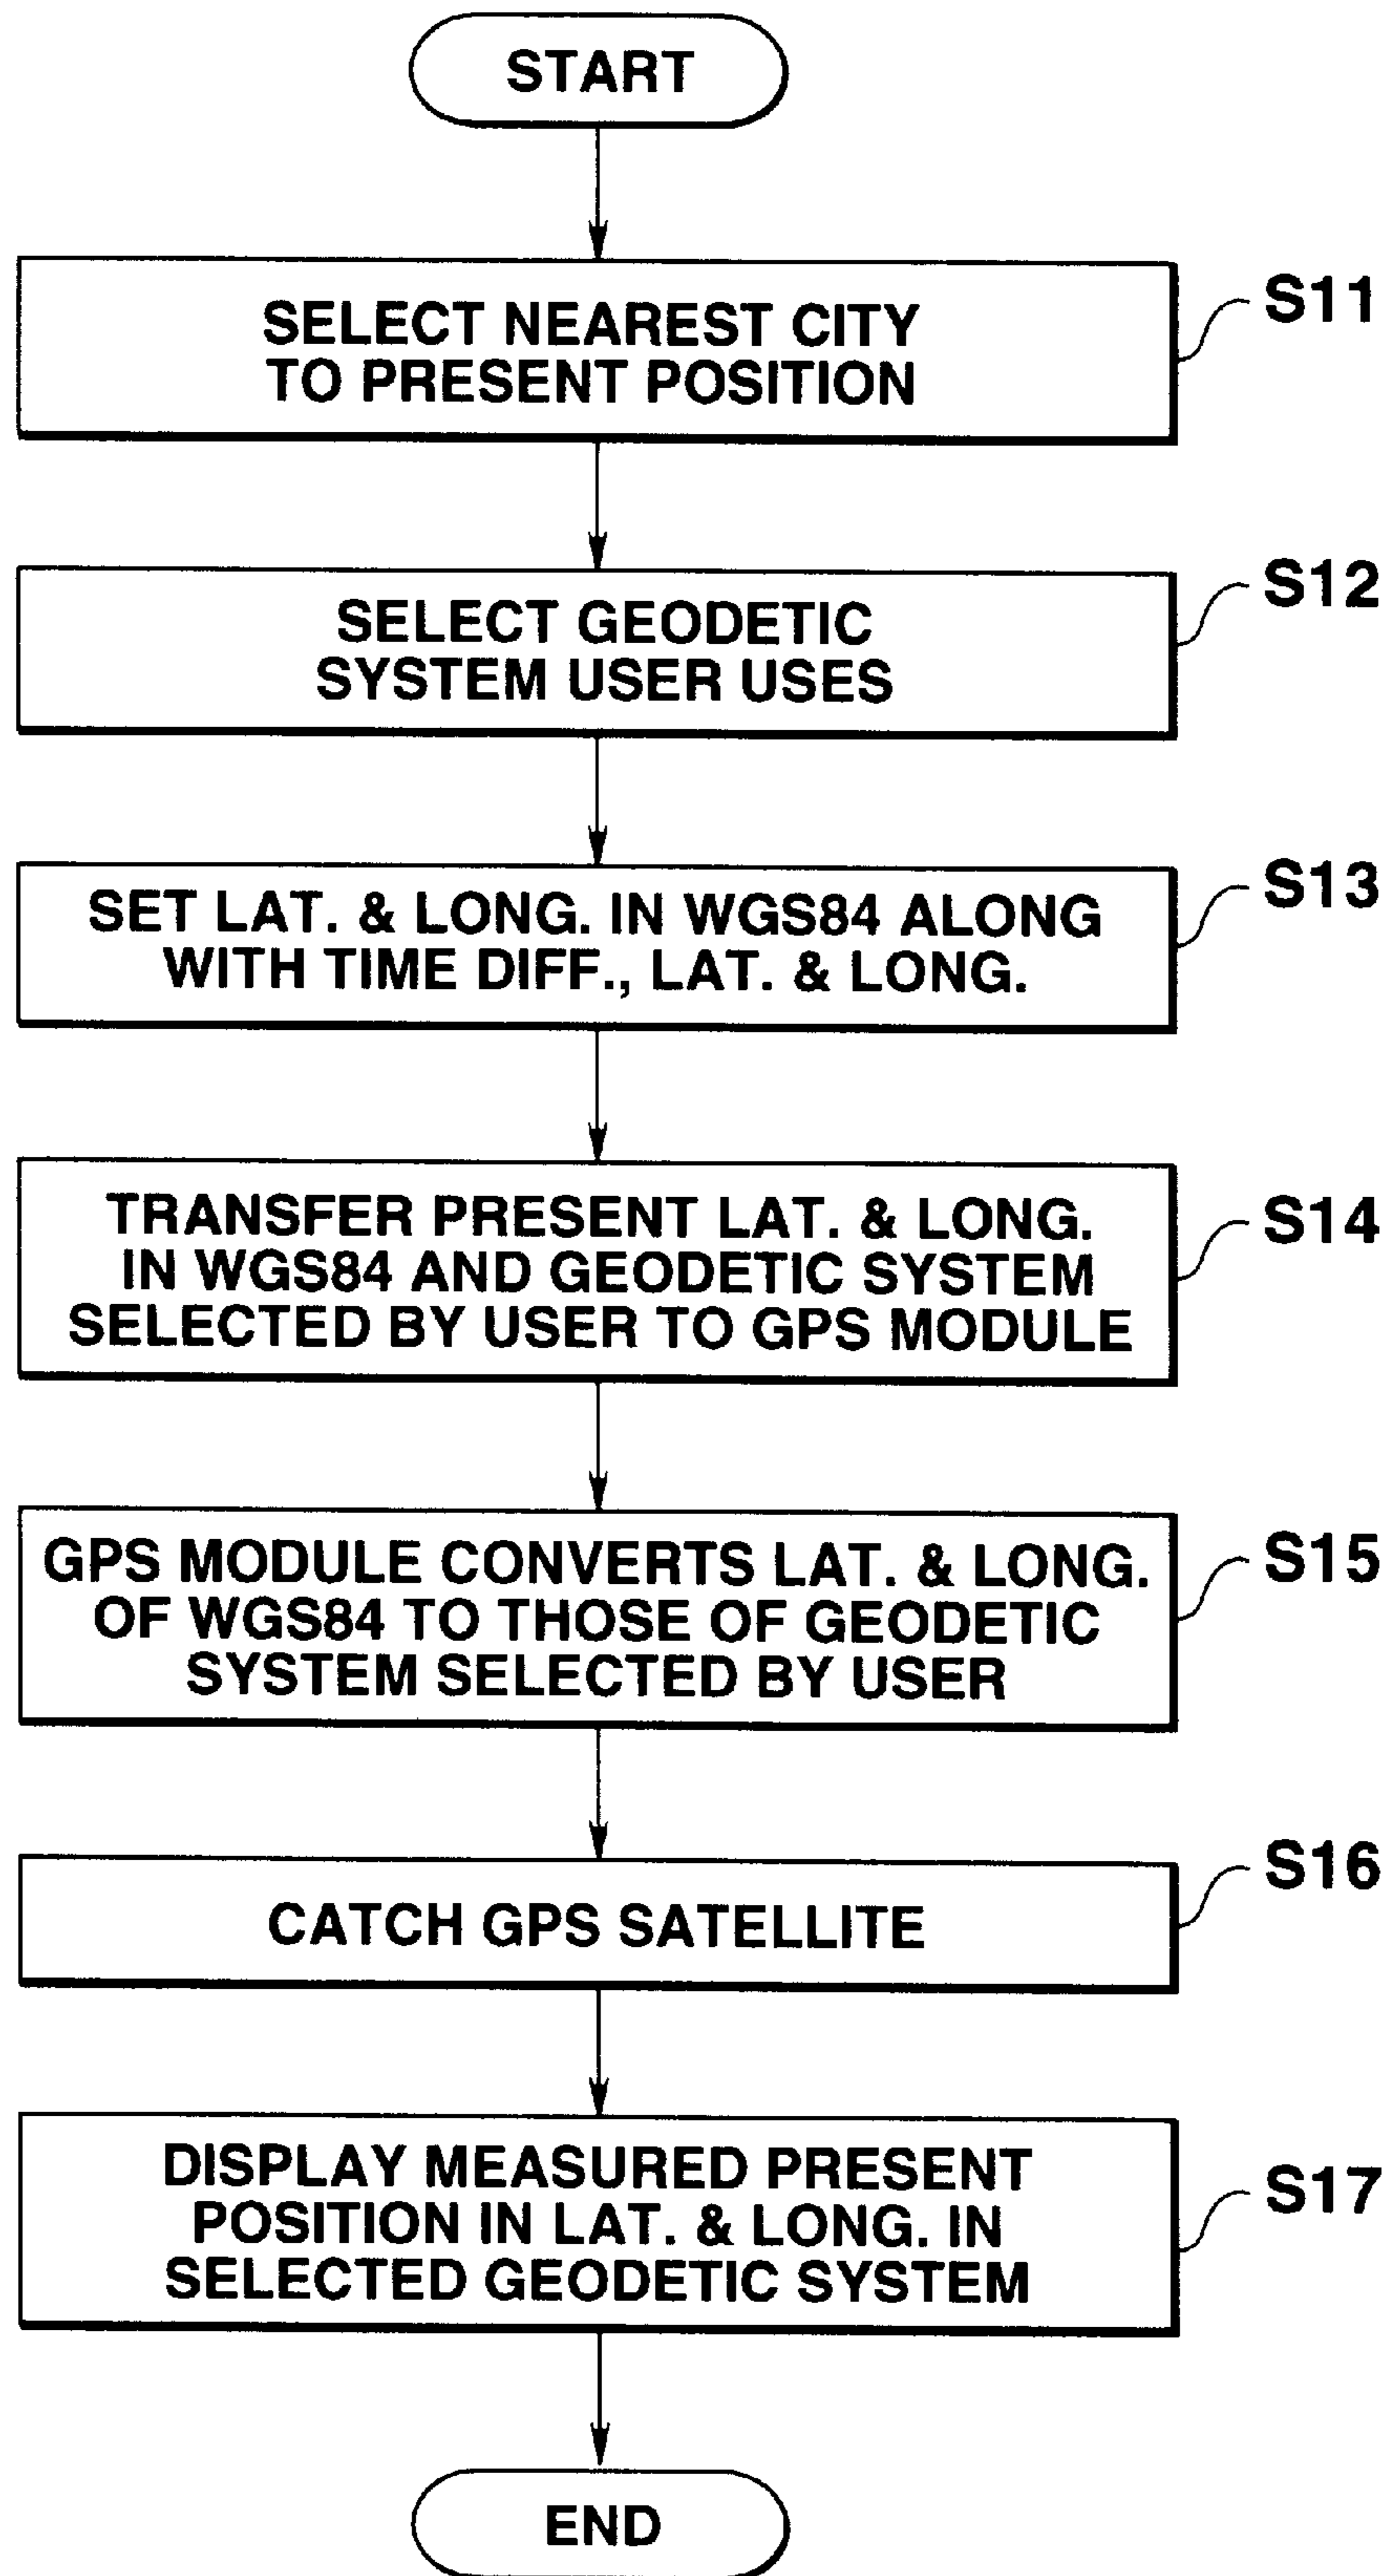 START
SELECT NEAREST CITY
TO PRESENT POSITION
S11
SELECT GEODETIC
SYSTEM USER USES
S12
SET LAT. & LONG. IN WGS84 ALONG
WITH TIME DIFF., LAT. & LONG.
S13
TRANSFER PRESENT LAT. & LONG.
IN WGS84 AND GEODETIC SYSTEM
SELECTED BY USER TO GPS MODULE
S14
GPS MODULE CONVERTS LAT. & LONG.
OF WGS84 TO THOSE OF GEODETIC
SYSTEM SELECTED BY USER
S15
CATCH GPS SATELLITE
S16
DISPLAY MEASURED PRESENT
POSITION IN LAT. & LONG. IN
SELECTED GEODETIC SYSTEM
S17
END